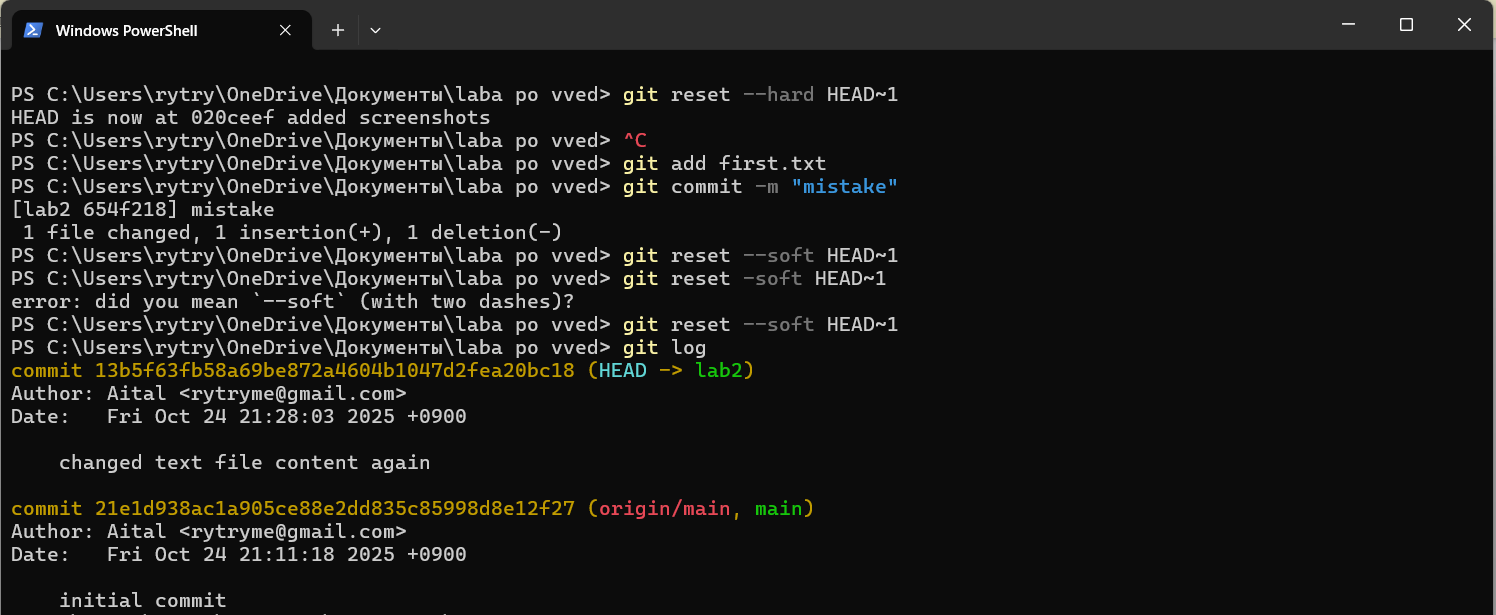 Windows PowerShell
PS C:\Users\rytry\OneDrive\Документы\laba po vved> git reset --hard HEAD~1
HEAD is now at 020ceef added screenshots
PS C:\Users\rytry\OneDrive\Документы\laba po vved> ^C
PS C:\Users\rytry\OneDrive\Документы\laba po vved> git add first.txt
PS C:\Users\rytry\OneDrive\Документы\laba po vved> git commit -m "mistake"
[lab2 654f218] mistake
 1 file changed, 1 insertion(+), 1 deletion(-)
PS C:\Users\rytry\OneDrive\Документы\laba po vved> git reset --soft HEAD~1
PS C:\Users\rytry\OneDrive\Документы\laba po vved> git reset -soft HEAD~1
error: did you mean `--soft` (with two dashes)?
PS C:\Users\rytry\OneDrive\Документы\laba po vved> git reset --soft HEAD~1
PS C:\Users\rytry\OneDrive\Документы\laba po vved> git log
commit 13b5f63fb58a69be872a4604b1047d2fea20bc18 (HEAD -> lab2)
Author: Aital <rytryme@gmail.com>
Date:   Fri Oct 24 21:28:03 2025 +0900
    changed text file content again
commit 21e1d938ac1a905ce88e2dd835c85998d8e12f27 (origin/main, main)
Author: Aital <rytryme@gmail.com>
Date:   Fri Oct 24 21:11:18 2025 +0900
    initial commit